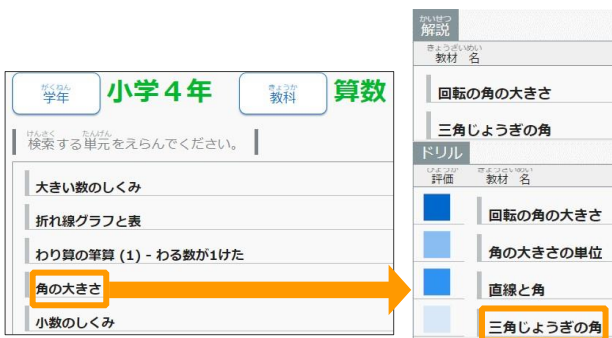 がくねん
学年
小学４年
きょうか
教科
算数
けんさく たんげん
検索する単元をえらんでください。
大きい数のしくみ
折れ線グラフと表
わり算の筆算 (1) - わる数が1けた
角の大きさ
小数のしくみ
かいせつ
解説
きょうざいめい
教材 名
回転の角の大きさ
三角じょうぎの角
ドリル
ひょうか きょうざいめい
評価 教材 名
回転の角の大きさ
角の大きさの単位
直線と角
三角じょうぎの角